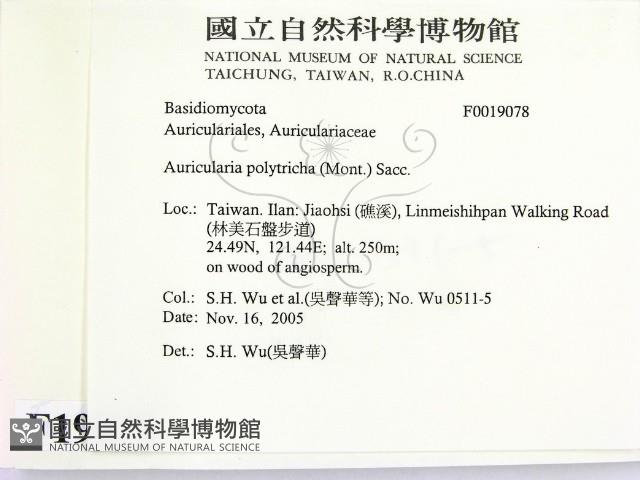 國立自然科學博物館
NATIONAL MUSEUM OF NATURAL SCIENCE
TAICHUNG, TAIWAN, R.O.CHINA
Basidiomycota F0019078
Auriculariales, Auriculariaceae
Auricularia polytricha (Mont.) Sacc.
Loc.: Taiwan. Ilan: Jiaohsi (礁溪), Linmeishihpan Walking Road
(林美石盤步道)
24.49N, 121.44E; alt. 250m;
on wood of angiosperm.
Col.: S.H. Wu et al.(吳聲華等); No. Wu 0511-5
Date: Nov. 16, 2005
Det.: S.H. Wu(吳聲華)
F19
國立自然科學博物館
NATIONAL MUSEUM OF NATURAL SCIENCE